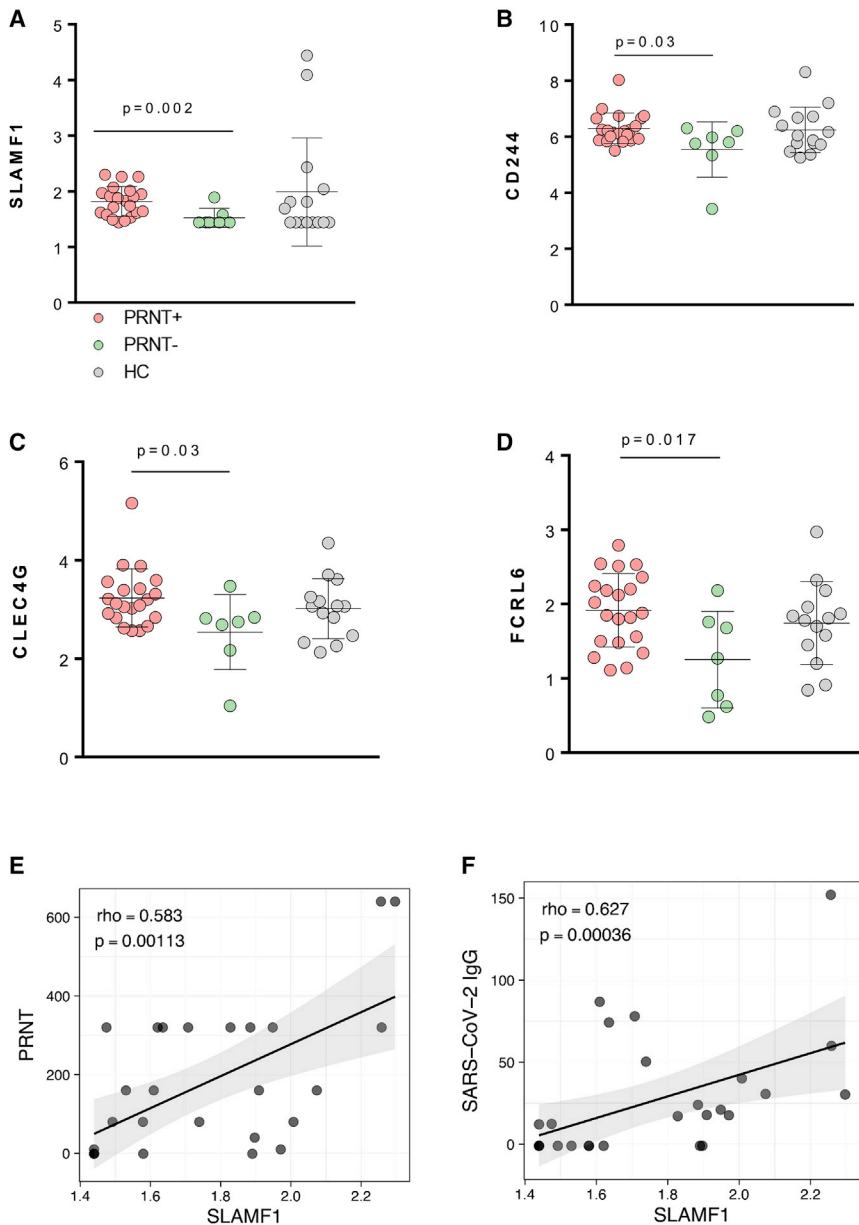 A
B
5
4
3
2
1
0
SLAMF1
p=0.002
PRNT+
PRNT-
HC
10
8
6
4
2
0
CD244
p=0.03
C
D
6
4
2
0
CLEC4G
p=0.03
4
3
2
1
0
FCRL6
p=0.017
E
F
600
400
200
0
PRNT
rho = 0.583
p = 0.00113
1.4 1.6 1.8 2.0 2.2
SLAMF1
150
100
50
0
SARS−CoV−2 IgG
rho = 0.627
p = 0.00036
1.4 1.6 1.8 2.0 2.2
SLAMF1